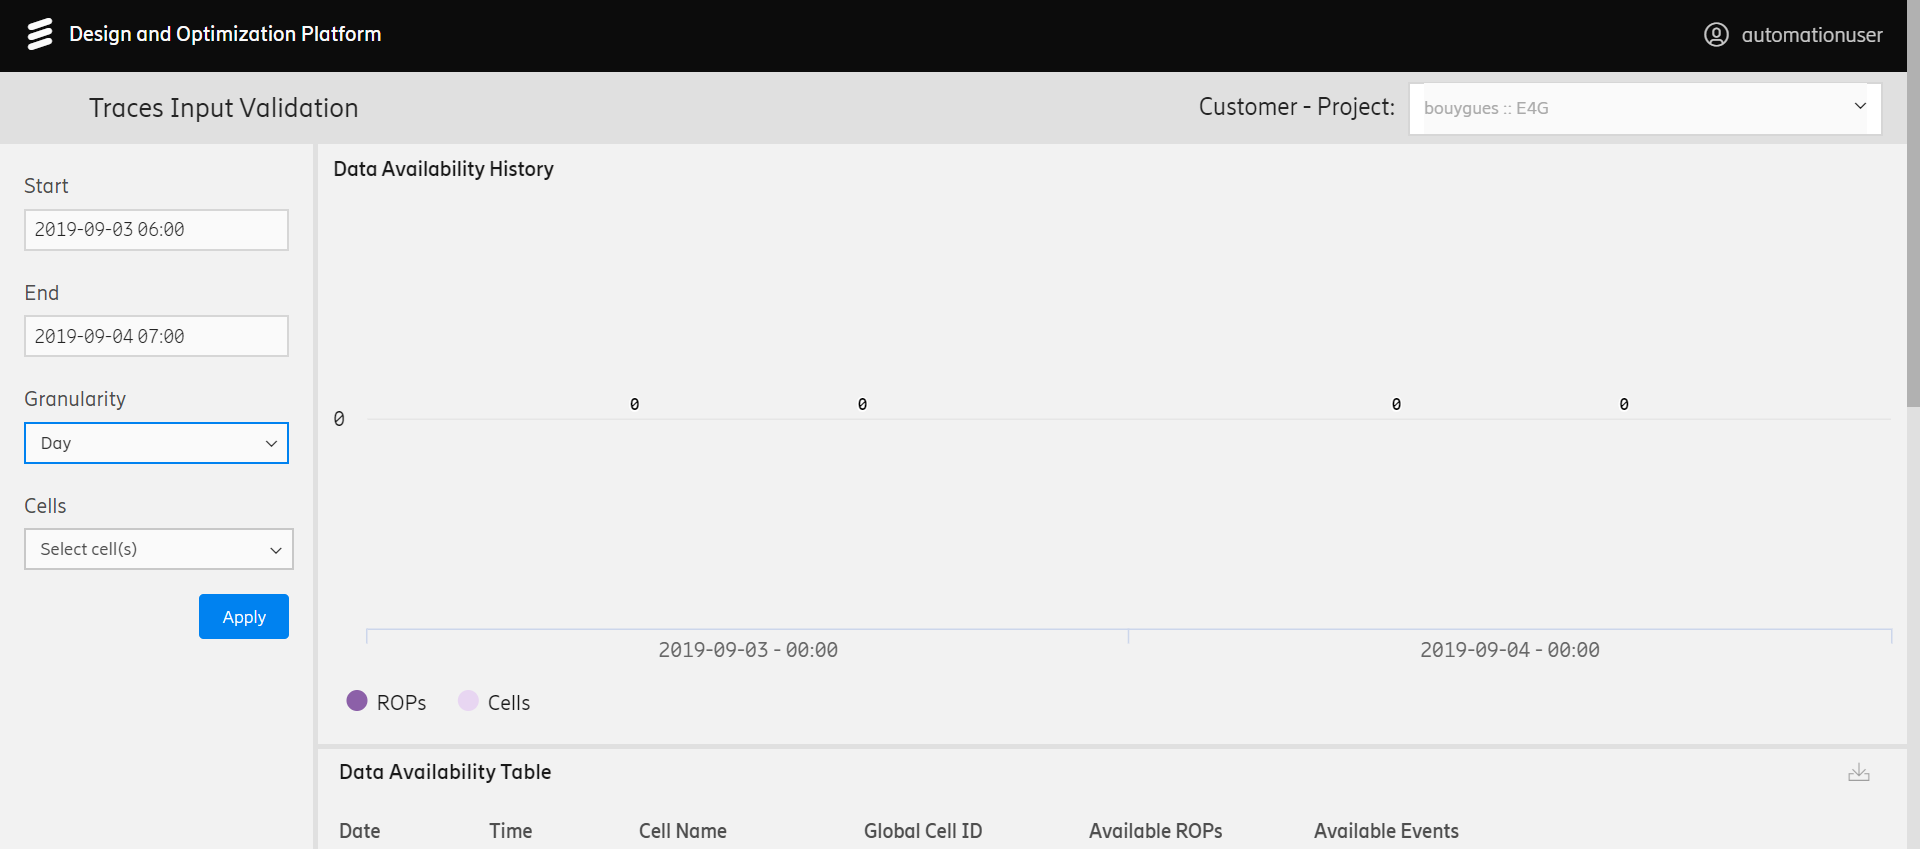 Design and Optimization Platform
automationuser
Traces Input Validation
Customer - Project:
bouygues :: E4G
Start
2019-09-03 06:00
End
2019-09-04 07:00
Granularity
Day
Cells
Select cell(s)
Apply
Data Availability History
0 0 0 0
0
2019-09-03 - 00:00
2019-09-04 - 00:00
ROPs
Cells
Data Availability Table
Date Time Cell Name Global Cell ID Available ROPs Available Events